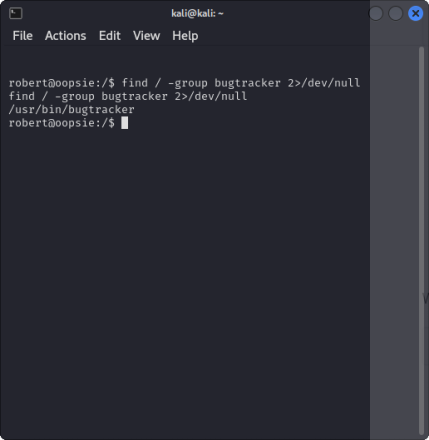 kali@kali: ~
File Actions Edit View Help
robert@oopsie:/$ find / -group bugtracker 2>/dev/null
find / -group bugtracker 2>/dev/null
/usr/bin/bugtracker
robert@oopsie:/$